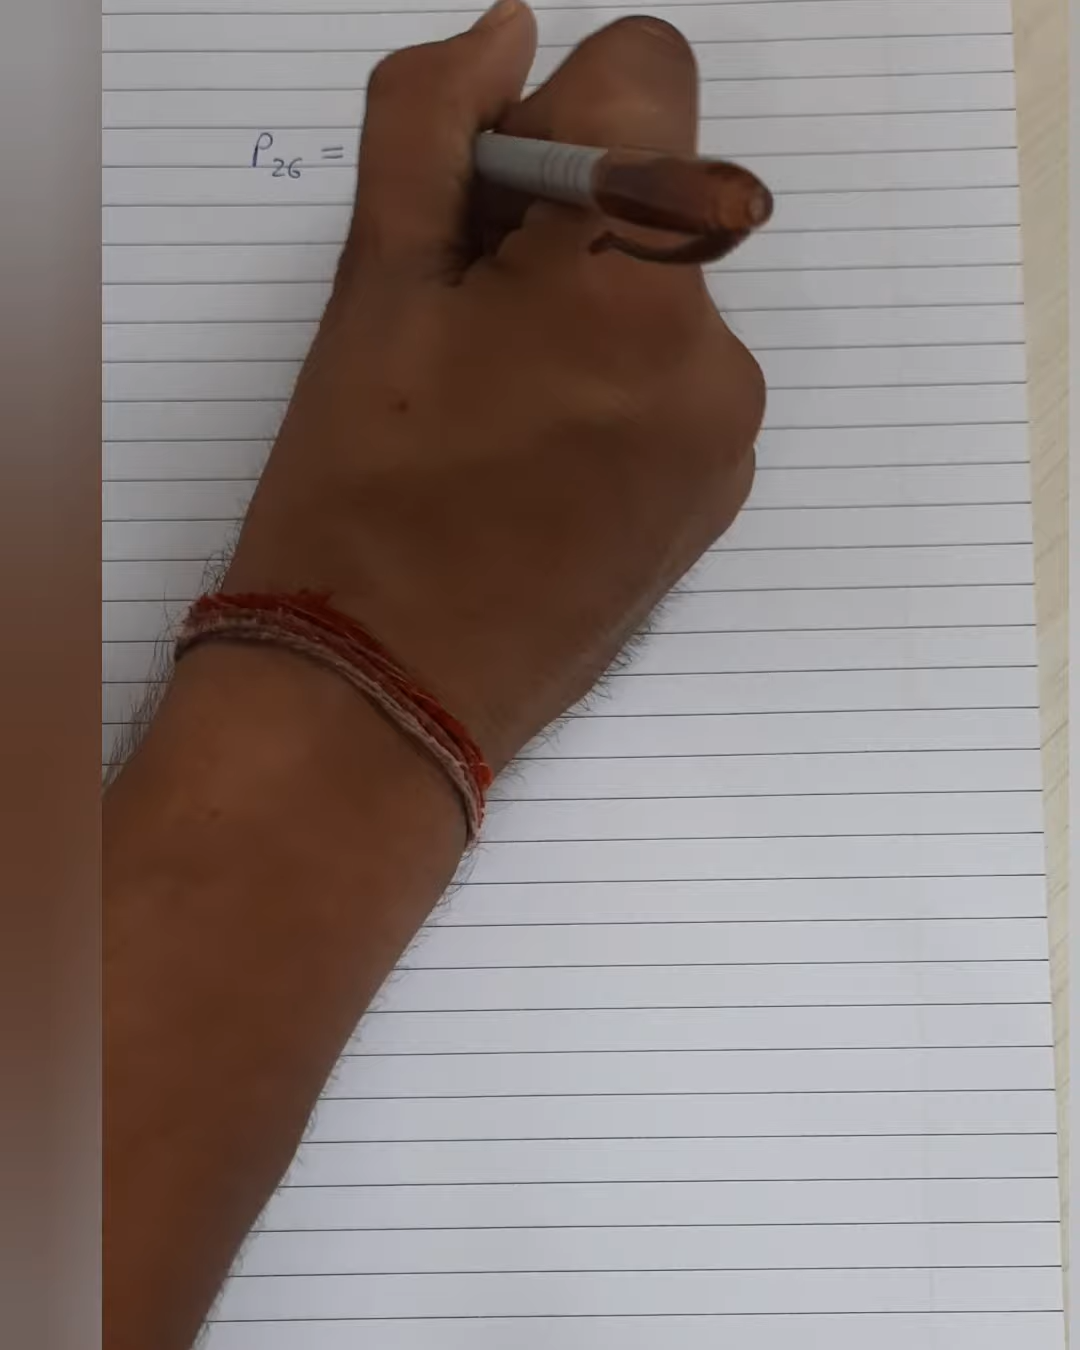 P₂₆ =